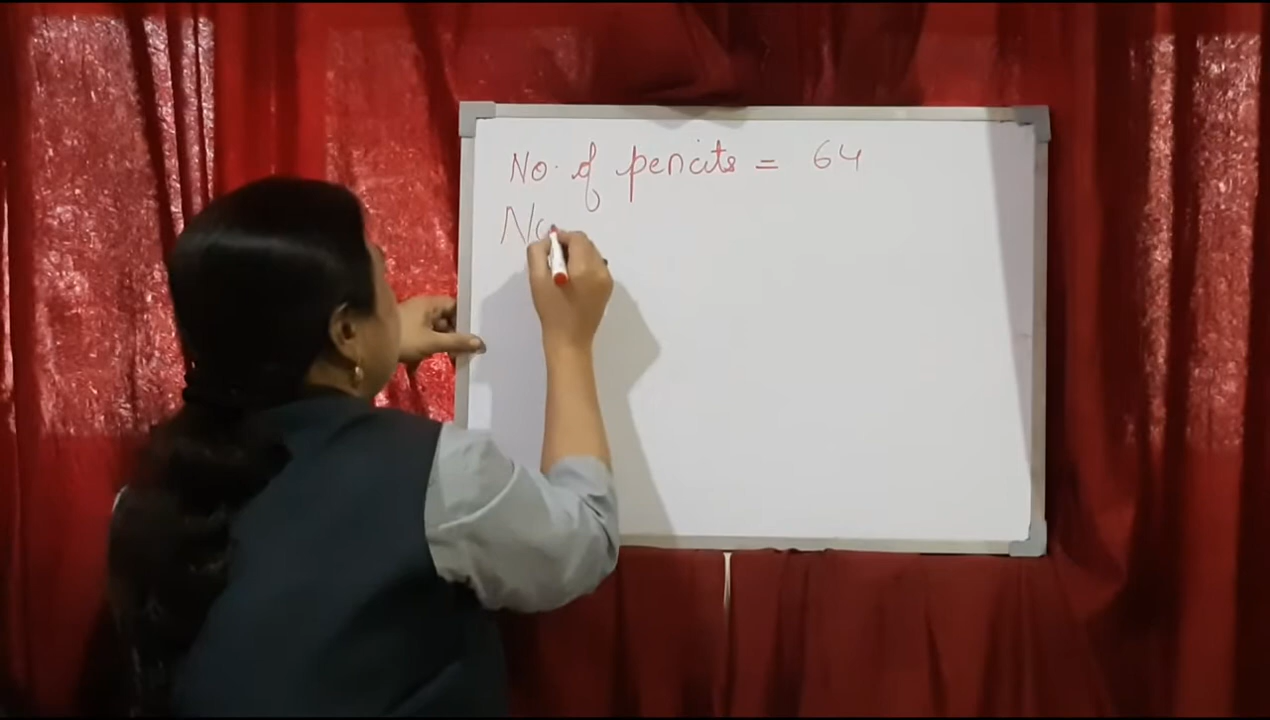 No. of pencils = 64
No